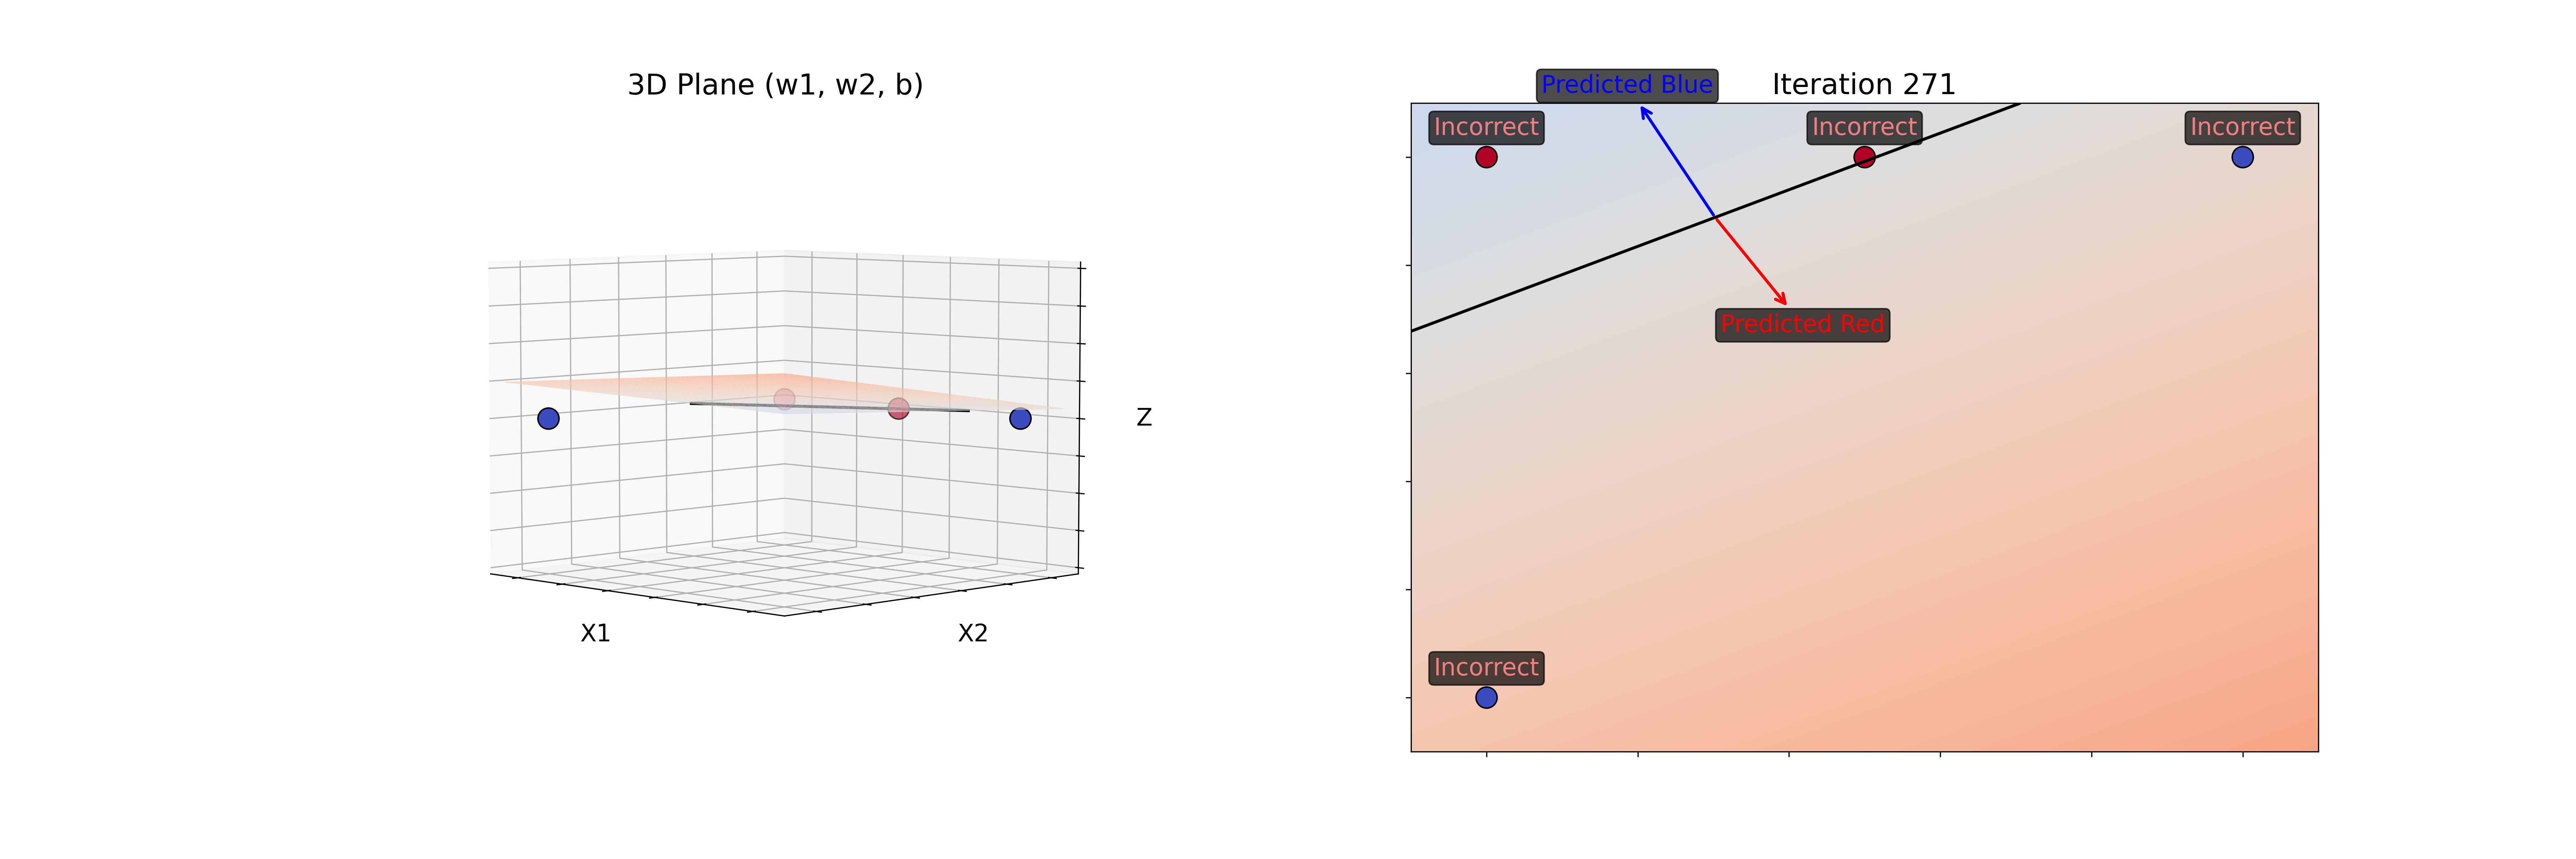 3D Plane (w1, w2, b)
Z
X1
X2
Predicted Blue
Iteration 271
Incorrect
Incorrect
Incorrect
Predicted Red
Incorrect